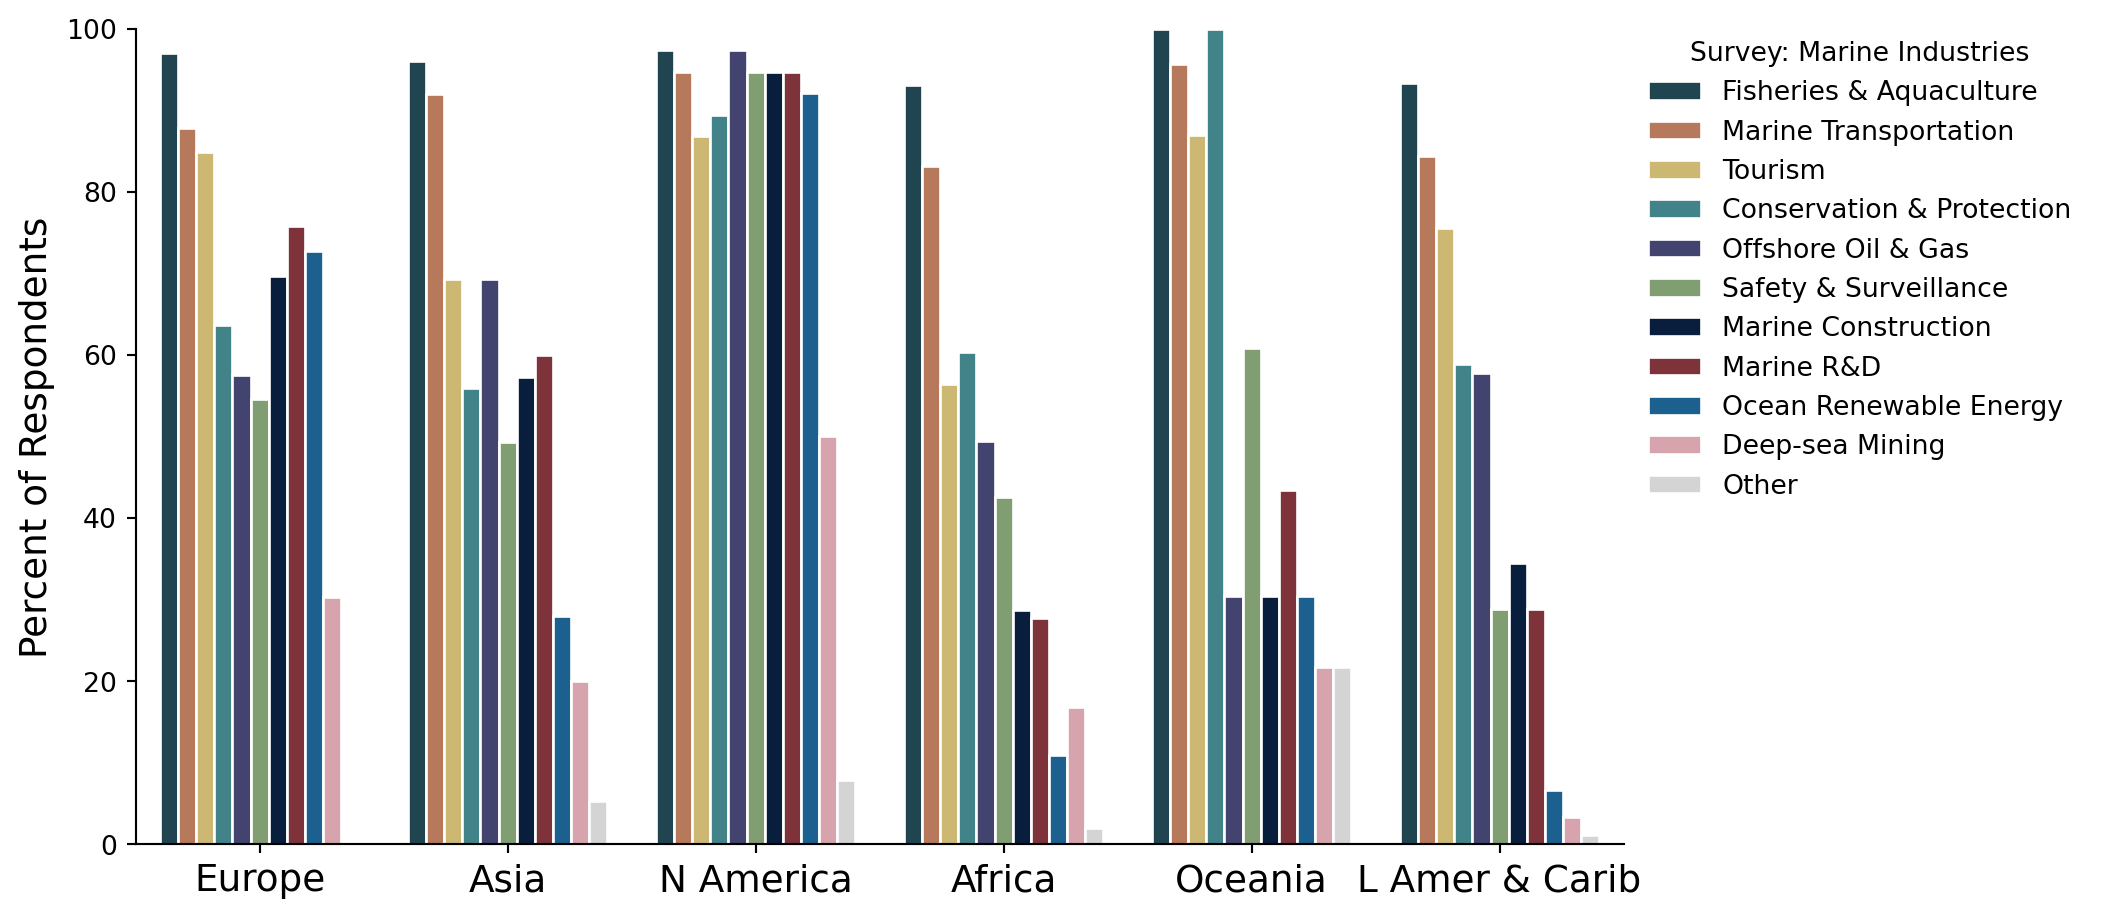 100
80
60
40
20
0
Percent of Respondents
Europe
Asia
N America
Africa
Oceania
L Amer & Carib
Survey: Marine Industries
Fisheries & Aquaculture
Marine Transportation
Tourism
Conservation & Protection
Offshore Oil & Gas
Safety & Surveillance
Marine Construction
Marine R&D
Ocean Renewable Energy
Deep-sea Mining
Other